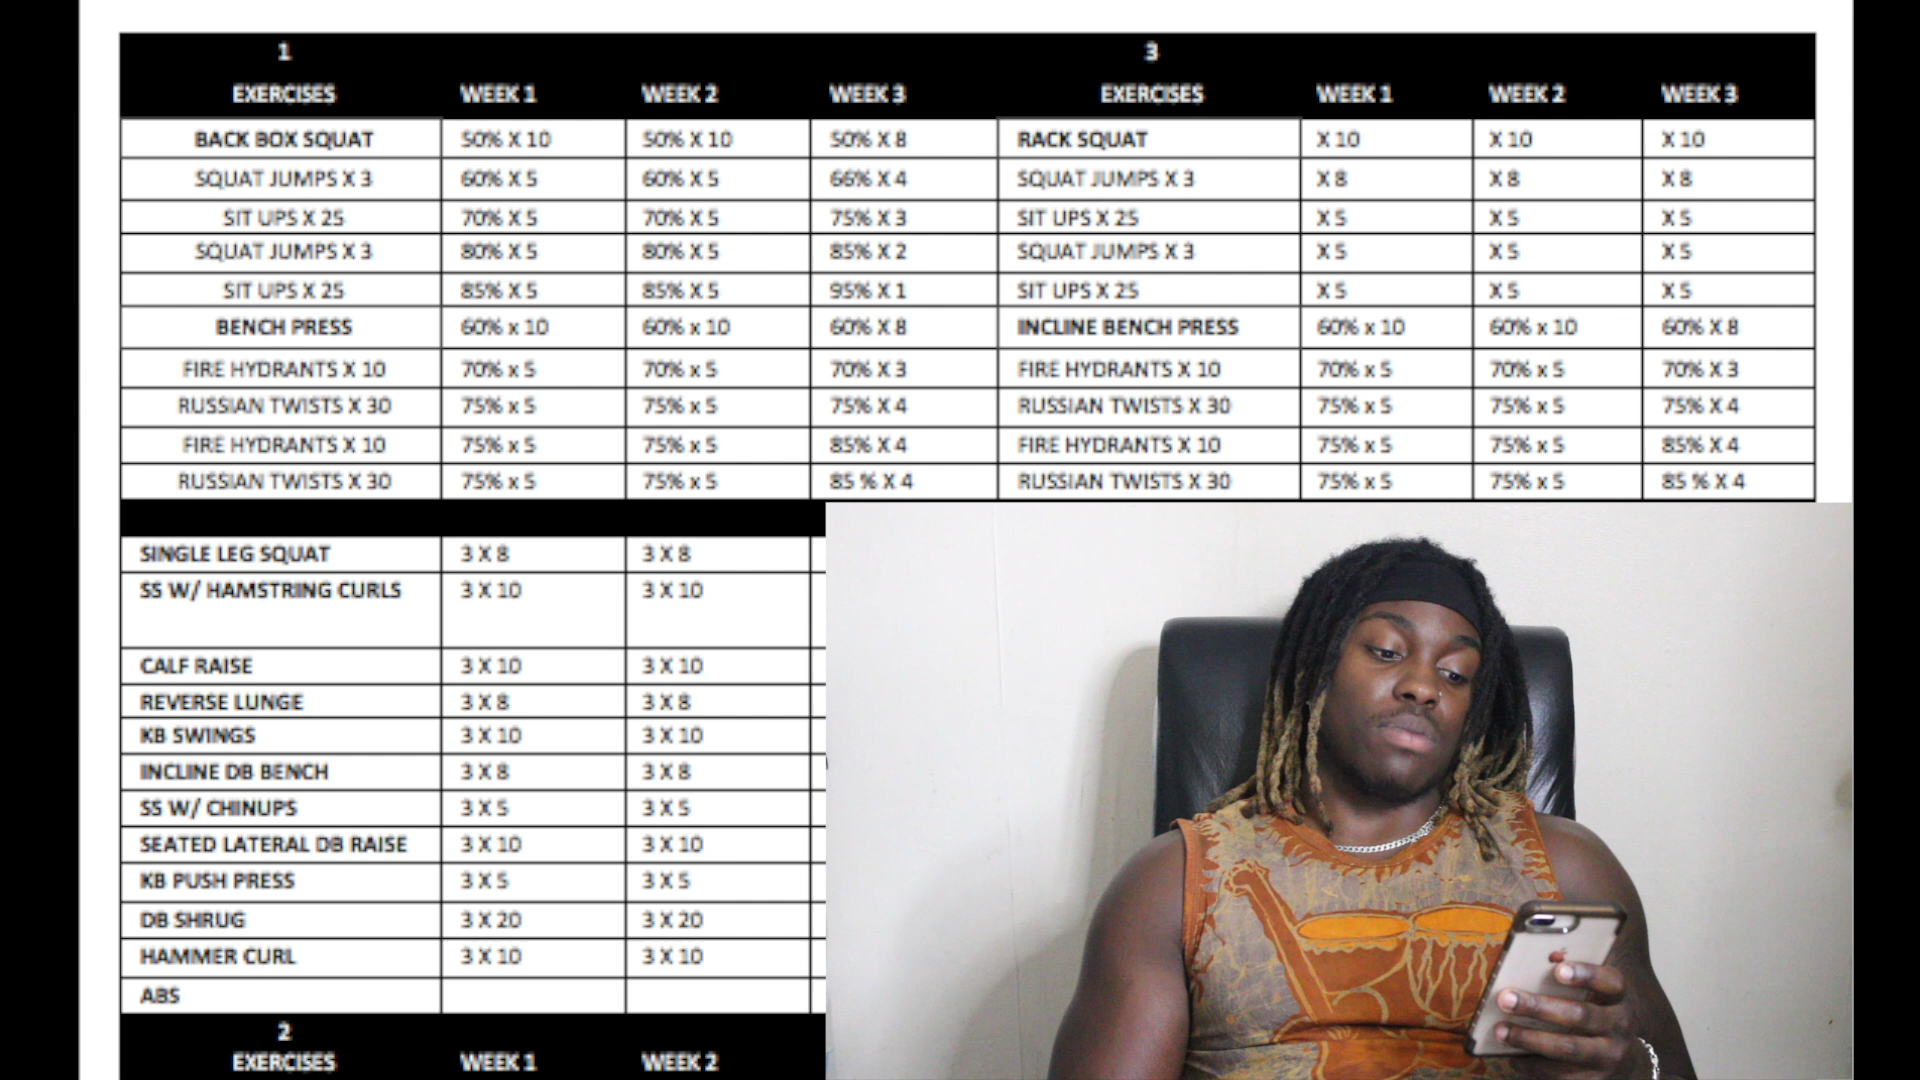 1 3
EXERCISES WEEK 1 WEEK 2 WEEK 3 EXERCISES WEEK 1 WEEK 2 WEEK 3
BACK BOX SQUAT 50% X 10 50% X 10 50% X 8 RACK SQUAT X 10 X 10 X 10
SQUAT JUMPS X 3 60% X 5 60% X 5 66% X 4 SQUAT JUMPS X 3 X 8 X 8 X 8
SIT UPS X 25 70% X 5 70% X 5 75% X 3 SIT UPS X 25 X 5 X 5 X 5
SQUAT JUMPS X 3 80% X 5 80% X 5 85% X 2 SQUAT JUMPS X 3 X 5 X 5 X 5
SIT UPS X 25 85% X 5 85% X 5 95% X 1 SIT UPS X 25 X 5 X 5 X 5
BENCH PRESS 60% x 10 60% x 10 60% X 8 INCLINE BENCH PRESS 60% x 10 60% x 10 60% X 8
FIRE HYDRANTS X 10 70% x 5 70% x 5 70% X 3 FIRE HYDRANTS X 10 70% x 5 70% x 5 70% X 3
RUSSIAN TWISTS X 30 75% x 5 75% x 5 75% X 4 RUSSIAN TWISTS X 30 75% x 5 75% x 5 75% X 4
FIRE HYDRANTS X 10 75% x 5 75% x 5 85% X 4 FIRE HYDRANTS X 10 75% x 5 75% x 5 85% X 4
RUSSIAN TWISTS X 30 75% x 5 75% x 5 85 % X 4 RUSSIAN TWISTS X 30 75% x 5 75% x 5 85 % X 4
SINGLE LEG SQUAT 3 X 8 3 X 8
SS W/ HAMSTRING CURLS 3 X 10 3 X 10
CALF RAISE 3 X 10 3 X 10
REVERSE LUNGE 3 X 8 3 X 8
KB SWINGS 3 X 10 3 X 10
INCLINE DB BENCH 3 X 8 3 X 8
SS W/ CHINUPS 3 X 5 3 X 5
SEATED LATERAL DB RAISE 3 X 10 3 X 10
KB PUSH PRESS 3 X 5 3 X 5
DB SHRUG 3 X 20 3 X 20
HAMMER CURL 3 X 10 3 X 10
ABS
2
EXERCISES WEEK 1 WEEK 2